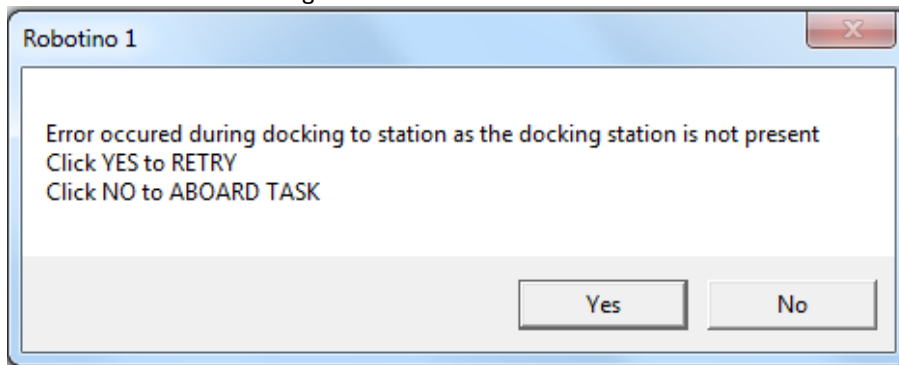 Robotino 1
Error occured during docking to station as the docking station is not present
Click YES to RETRY
Click NO to ABOARD TASK
Yes No